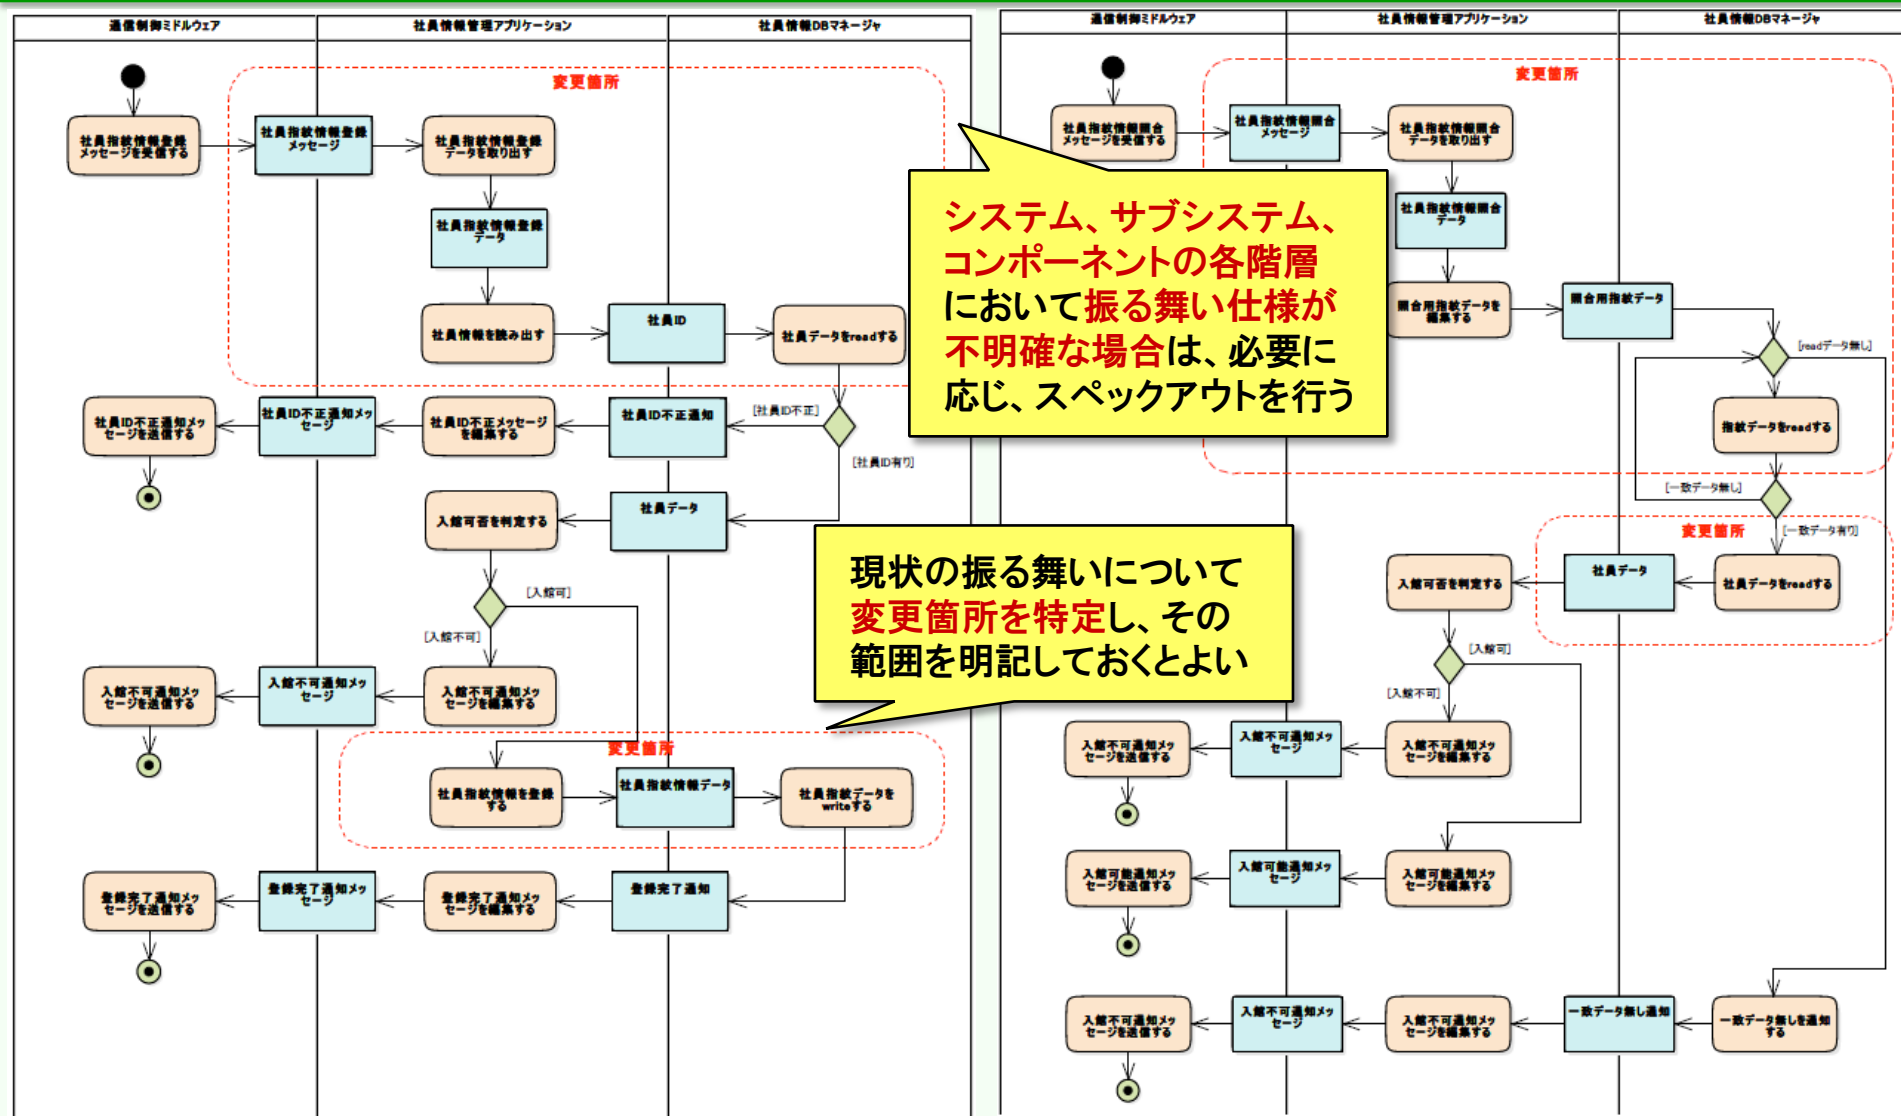 通信制御ミドルウェア
社員情報管理アプリケーション
社員情報DBマネージャ
変更箇所
社員指紋情報登録
メッセージを受信する
社員指紋情報登録
メッセージ
社員指紋情報登録
データを取り出す
社員指紋情報登録
データ
社員情報を読み出す
社員ID
社員データをreadする
[社員ID不正]
[社員ID有り]
社員ID不正通知
社員ID不正メッセージ
を編集する
社員ID不正通知メッ
セージ
社員ID不正通知メッ
セージを送信する
社員データ
入館可否を判定する
[入館可]
[入館不可]
入館不可通知メッ
セージを編集する
入館不可通知メッ
セージ
入館不可通知メッ
セージを送信する
変更箇所
社員指紋情報を登録
する
社員指紋情報データ
社員指紋データを
writeする
登録完了通知
登録完了通知メッ
セージを編集する
登録完了通知メッ
セージ
登録完了通知メッ
セージを送信する
システム、サブシステム、
コンポーネントの各階層
において振る舞い仕様が
不明確な場合は、必要に
応じ、スペックアウトを行う
現状の振る舞いについて
変更箇所を特定し、その
範囲を明記しておくとよい
通信制御ミドルウェア
社員情報管理アプリケーション
社員情報DBマネージャ
変更箇所
社員指紋情報照合
メッセージを受信する
社員指紋情報照合
メッセージ
社員指紋情報照合
データを取り出す
社員指紋情報照合
データ
照合用指紋データを
編集する
照合用指紋データ
[readデータ無し]
指紋データをreadする
[一致データ無し]
[一致データ有り]
変更箇所
社員データをreadする
社員データ
入館可否を判定する
[入館可]
[入館不可]
入館不可通知メッ
セージを編集する
入館不可通知メッ
セージ
入館不可通知メッ
セージを送信する
入館可能通知メッ
セージを編集する
入館可能通知メッ
セージ
入館可能通知メッ
セージを送信する
一致データ無しを通知
する
一致データ無し通知
入館不可通知メッ
セージを編集する
入館不可通知メッ
セージ
入館不可通知メッ
セージを送信する